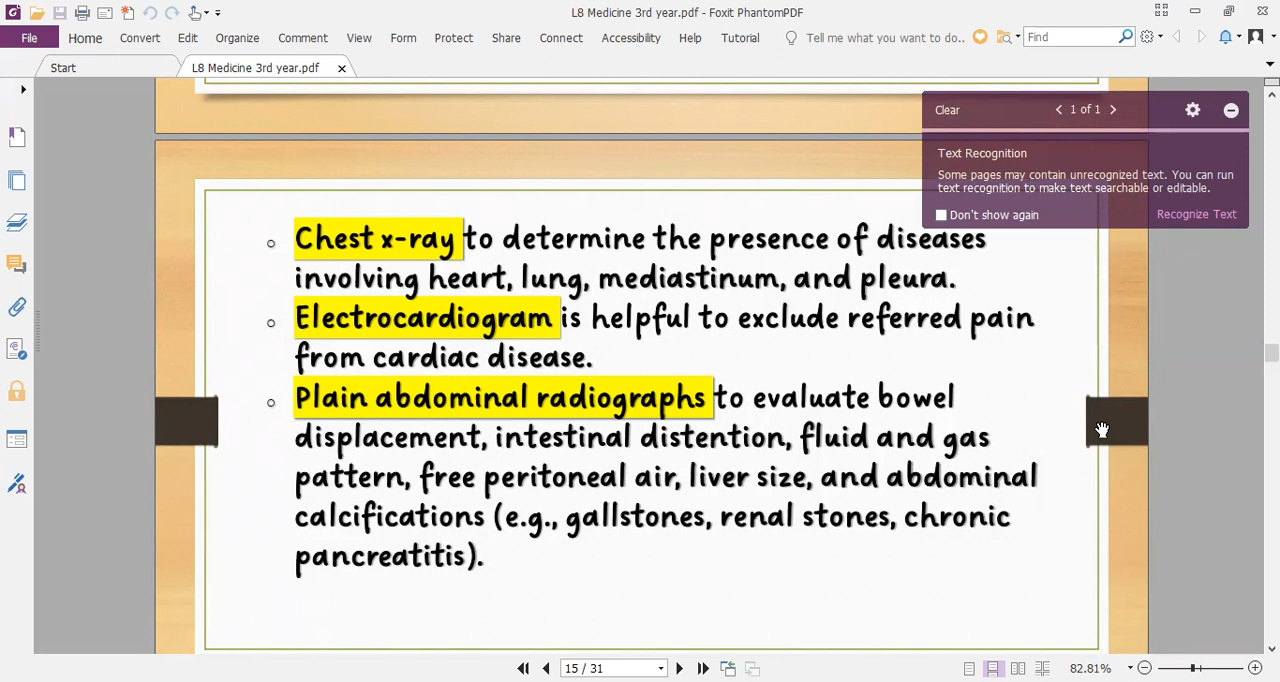 L8 Medicine 3rd year.pdf - Foxit PhantomPDF
File Home Convert Edit Organize Comment View Form Protect Share Connect Accessibility Help Tutorial Tell me what you want to do.. Find
Start L8 Medicine 3rd year.pdf
Clear 1 of 1
Text Recognition
Some pages may contain unrecognized text. You can run
text recognition to make text searchable or editable.
Don't show again Recognize Text
Chest x-ray to determine the presence of diseases
involving heart, lung, mediastinum, and pleura.
Electrocardiogram is helpful to exclude referred pain
from cardiac disease.
Plain abdominal radiographs to evaluate bowel
displacement, intestinal distention, fluid and gas
pattern, free peritoneal air, liver size, and abdominal
calcifications (e.g., gallstones, renal stones, chronic
pancreatitis).
15 / 31 82.81%